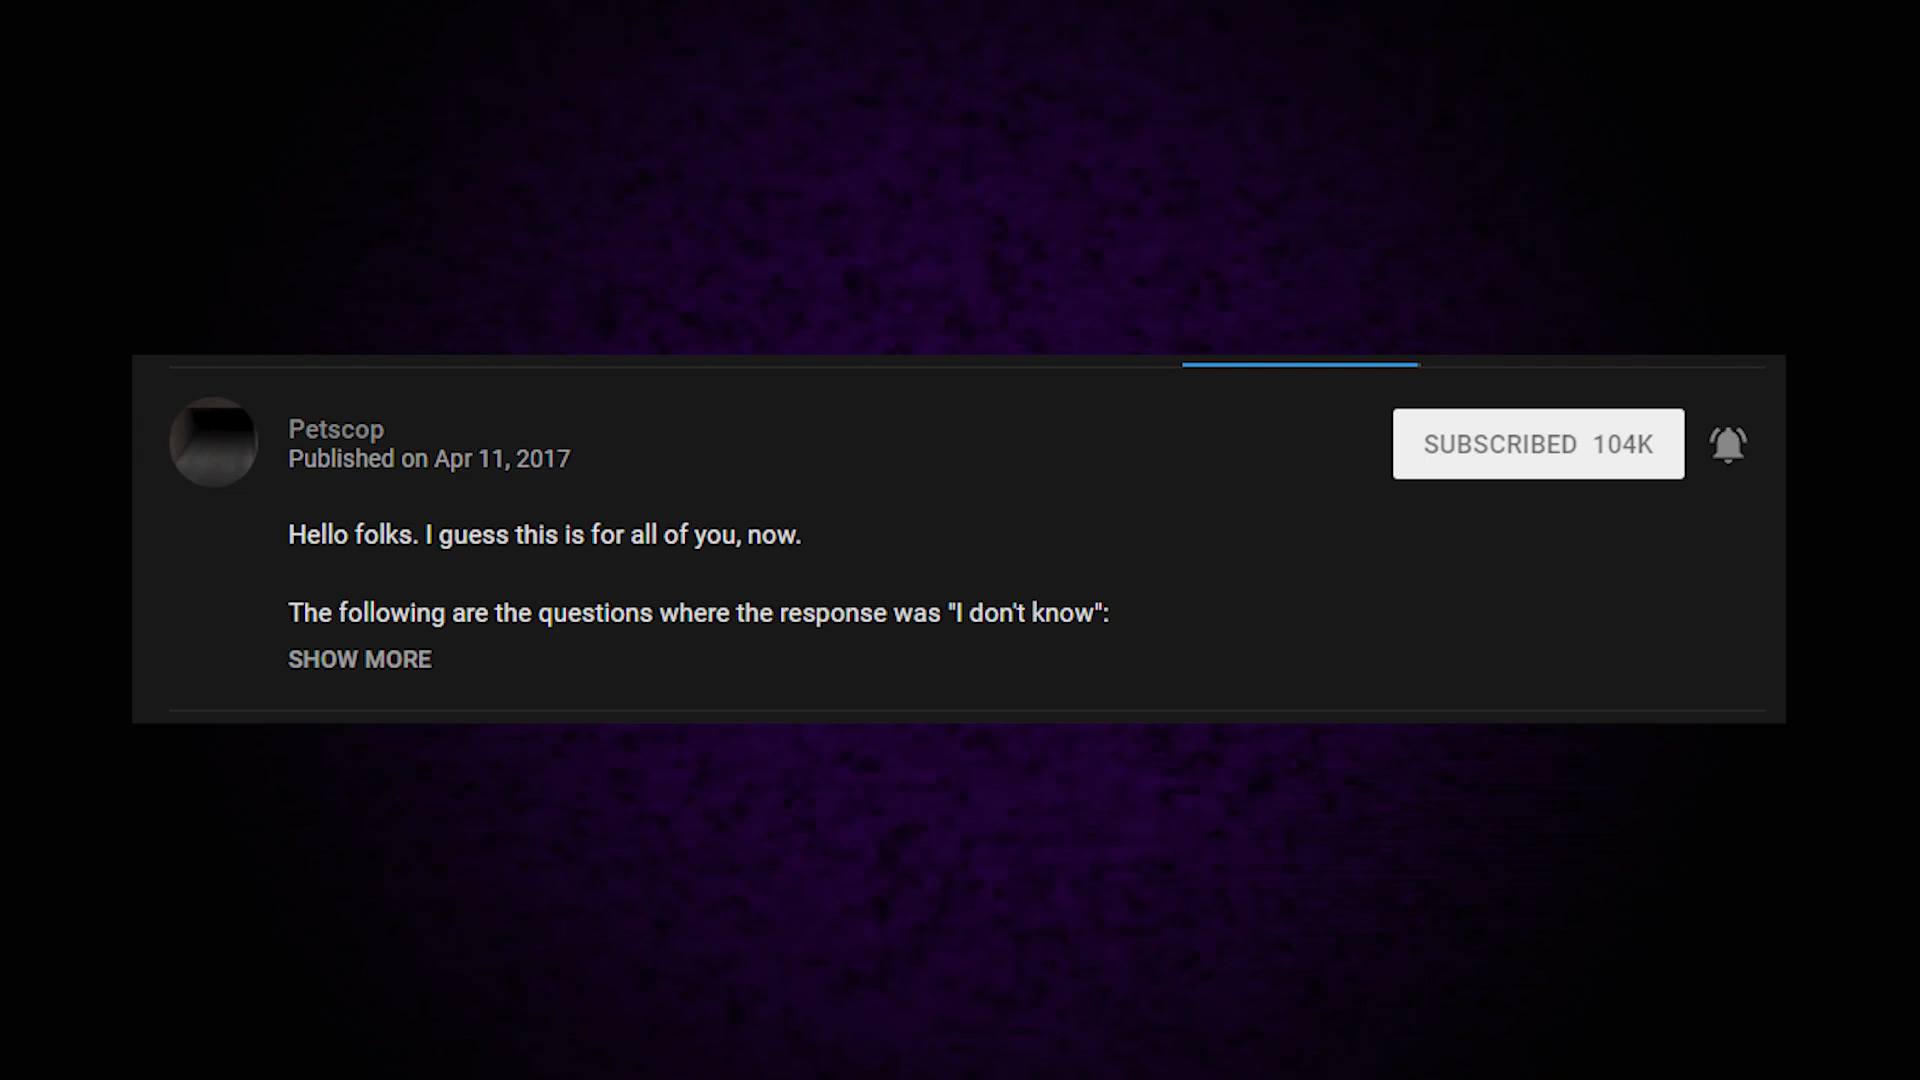 Petscop
Published on Apr 11, 2017
SUBSCRIBED 104K
Hello folks. I guess this is for all of you, now.
The following are the questions where the response was "I don't know":
SHOW MORE